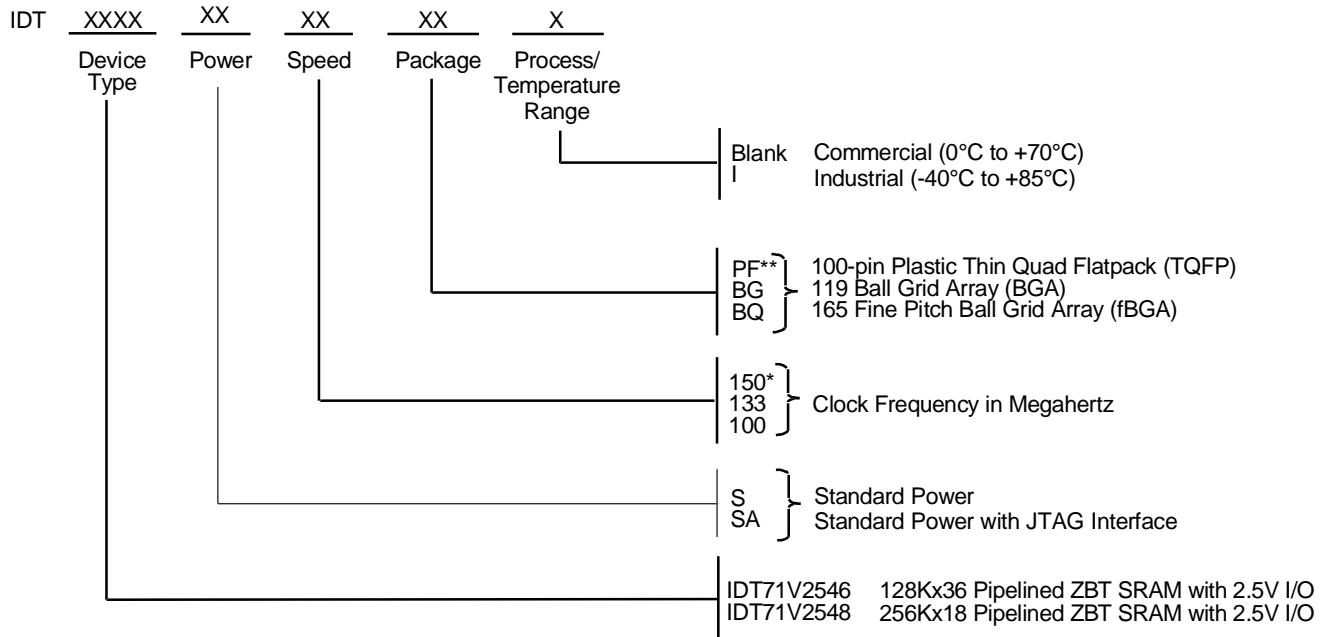 IDT XXXX XX XX XX X
Device Type Power Speed Package Process/ Temperature Range
Blank Commercial (0°C to +70°C)
I Industrial (-40°C to +85°C)
PF** 100-pin Plastic Thin Quad Flatpack (TQFP)
BG 119 Ball Grid Array (BGA)
BQ 165 Fine Pitch Ball Grid Array (fBGA)
150*
133 Clock Frequency in Megahertz
100
S Standard Power
SA Standard Power with JTAG Interface
IDT71V2546 128Kx36 Pipelined ZBT SRAM with 2.5V I/O
IDT71V2548 256Kx18 Pipelined ZBT SRAM with 2.5V I/O